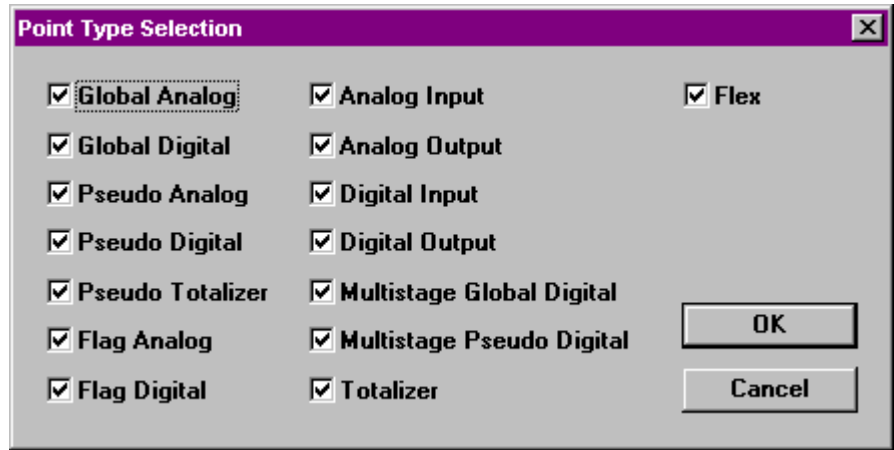 Point Type Selection
Global Analog
Global Digital
Pseudo Analog
Pseudo Digital
Pseudo Totalizer
Flag Analog
Flag Digital
Analog Input
Analog Output
Digital Input
Digital Output
Multistage Global Digital
Multistage Pseudo Digital
Totalizer
Flex
OK
Cancel